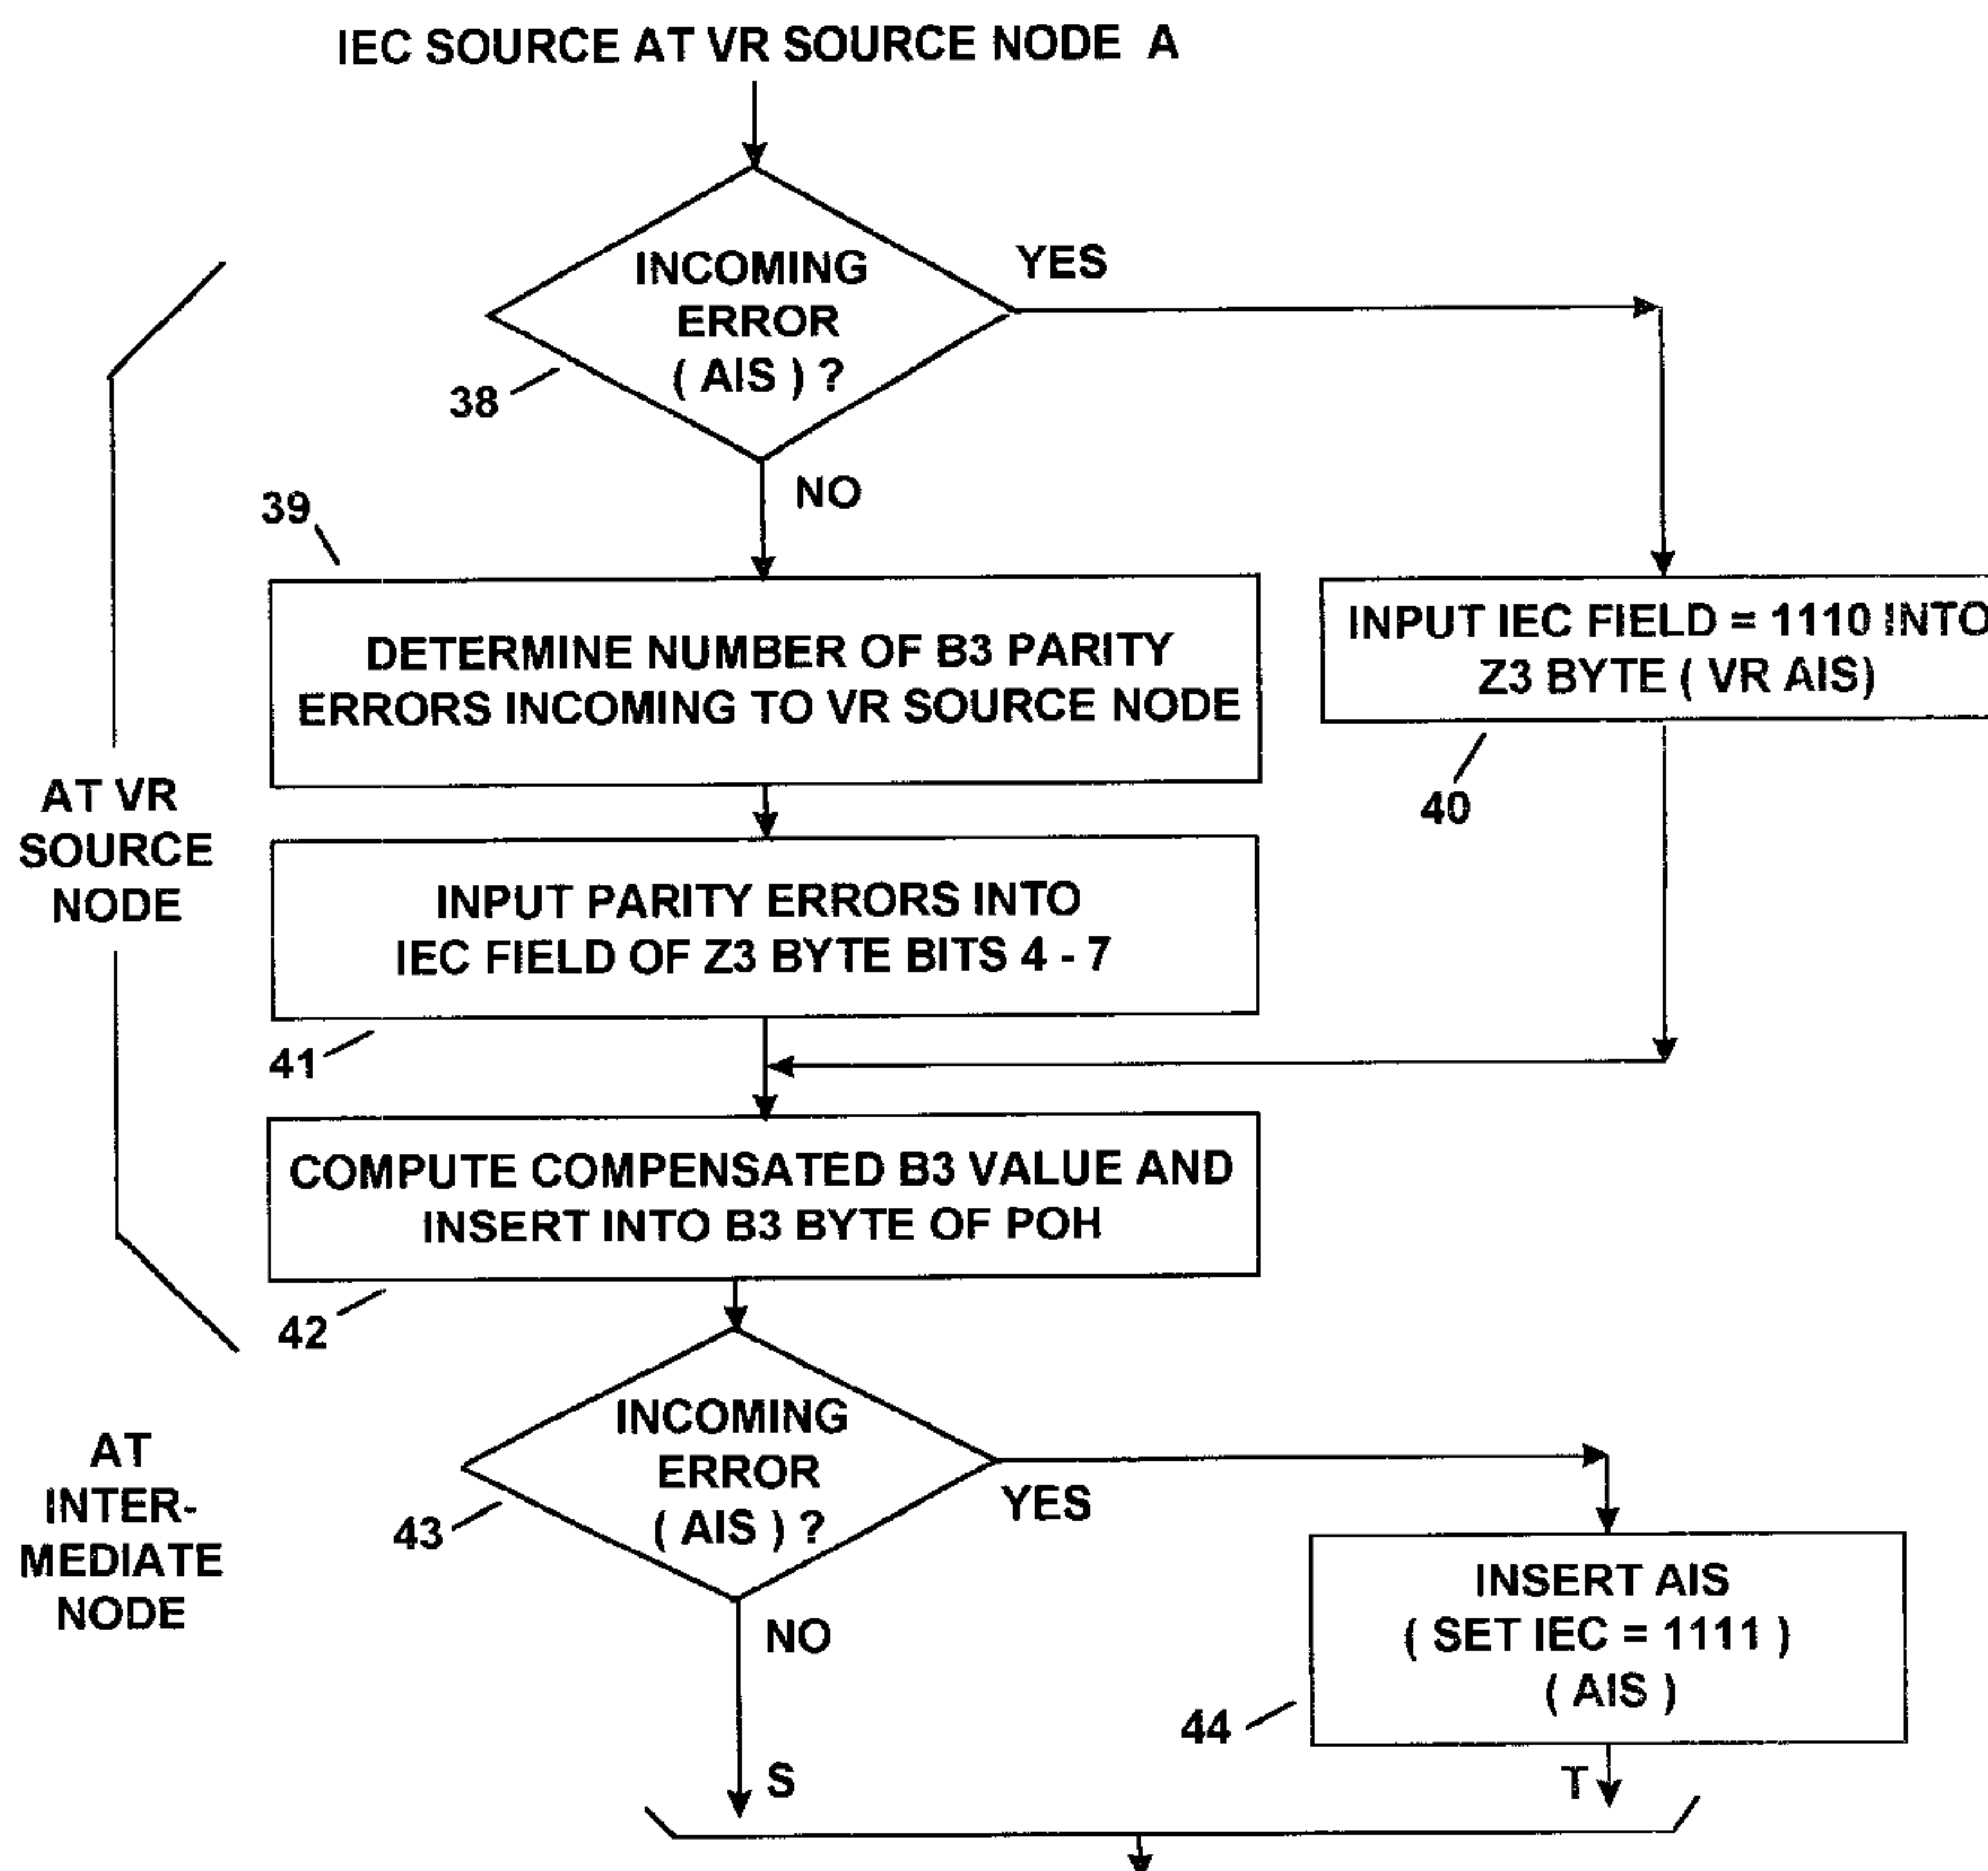 IEC SOURCE AT VR SOURCE NODE A
INCOMING
ERROR
( AIS ) ?
YES
38
NO
39
DETERMINE NUMBER OF B3 PARITY
ERRORS INCOMING TO VR SOURCE NODE
INPUT IEC FIELD = 1110 INTO
Z3 BYTE ( VR AIS)
40
AT VR
SOURCE
NODE
INPUT PARITY ERRORS INTO
IEC FIELD OF Z3 BYTE BITS 4 - 7
41
COMPUTE COMPENSATED B3 VALUE AND
INSERT INTO B3 BYTE OF POH
42
AT
INTER-
MEDIATE
NODE
INCOMING
ERROR
( AIS ) ?
YES
43
NO
INSERT AIS
( SET IEC = 1111 )
( AIS )
44
S
T